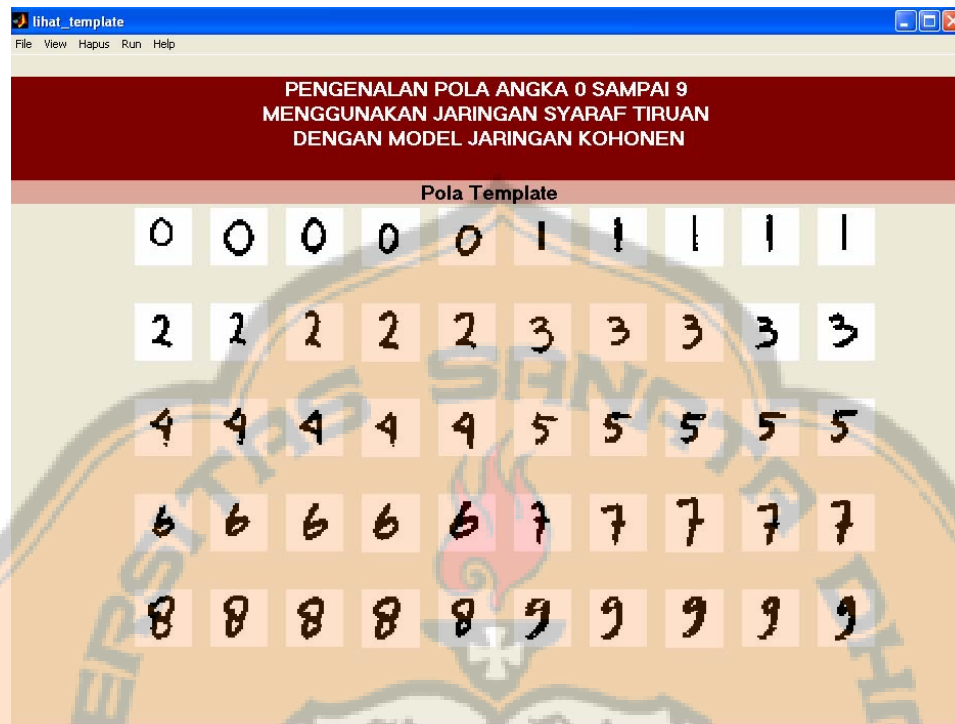 lihat_template
File View Hapus Run Help
PENGENALAN POLA ANGKA 0 SAMPAI 9
MENGGUNAKAN JARINGAN SYARAF TIRUAN
DENGAN MODEL JARINGAN KOHONEN
Pola Template
0 0 0 0 0 1 1 1 1 1
2 2 2 2 2 3 3 3 3 3
4 4 4 4 4 5 5 5 5 5
6 6 6 6 6 7 7 7 7 7
8 8 8 8 8 9 9 9 9 9
ERSITAS SANATA DH